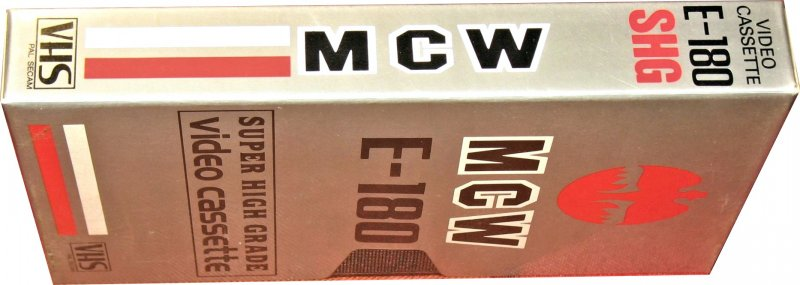 VIDEO
CASSETTE
E-180
SHG
MCW
VHS
PAL SECAM
MCW
E-180
SUPER HIGH GRADE
video cassette
VHS